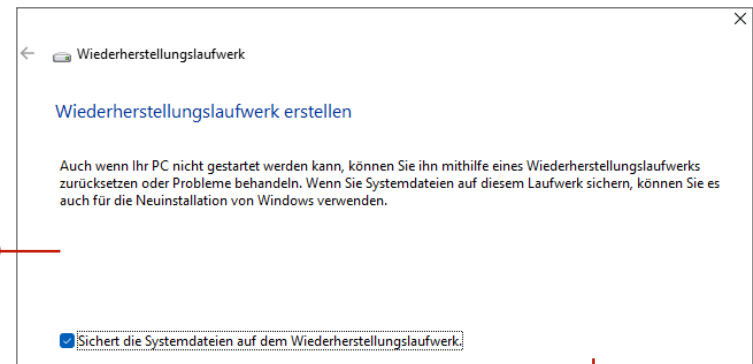 Wiederherstellungslaufwerk
Wiederherstellungslaufwerk erstellen
Auch wenn Ihr PC nicht gestartet werden kann, können Sie ihn mithilfe eines Wiederherstellungslaufwerks
zurücksetzen oder Probleme behandeln. Wenn Sie Systemdateien auf diesem Laufwerk sichern, können Sie es
auch für die Neuinstallation von Windows verwenden.
Sichert die Systemdateien auf dem Wiederherstellungslaufwerk.